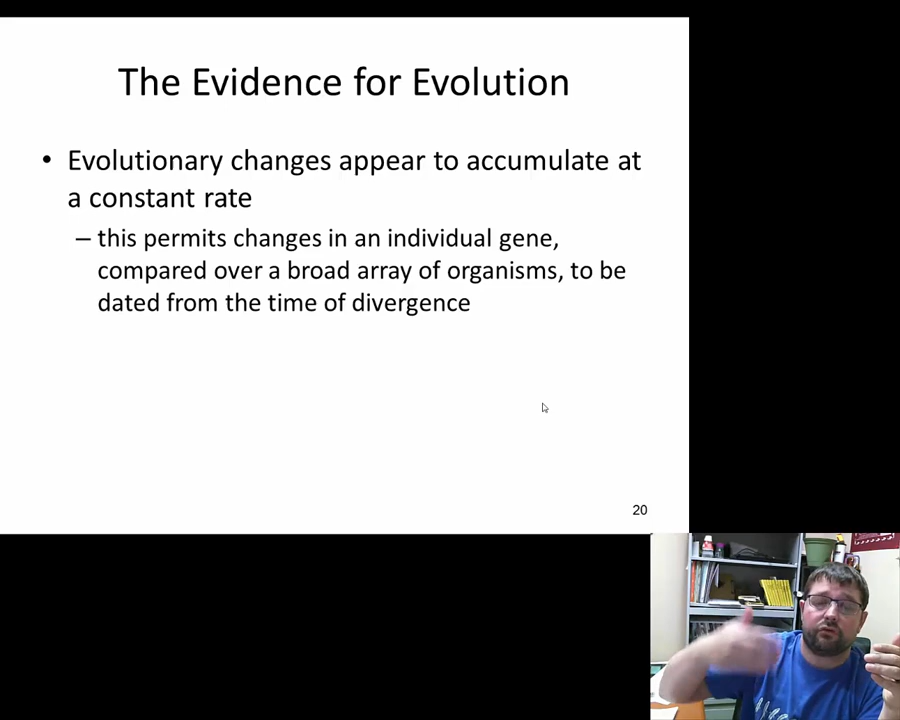 The Evidence for Evolution
• Evolutionary changes appear to accumulate at
a constant rate
– this permits changes in an individual gene,
compared over a broad array of organisms, to be
dated from the time of divergence
20